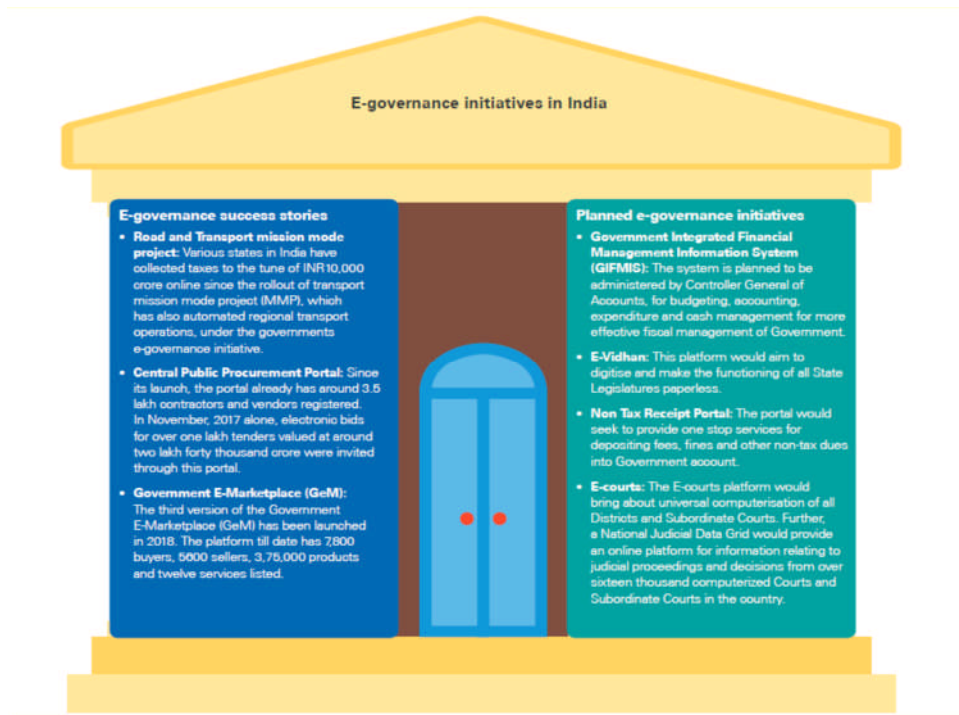 E-governance initiatives in India
E-governance success stories
• Road and Transport mission mode
project: Various states in India have
collected taxes to the tune of INR10,000
crore online since the rollout of transport
mission mode project (MMP), which
has also automated regional transport
operations, under the governments
e-governance initiative.
• Central Public Procurement Portal: Since
its launch, the portal already has around 3.5
lakh contractors and vendors registered.
In November, 2017 alone, electronic bids
for over one lakh tenders valued at around
two lakh forty thousand crore were invited
through this portal.
• Government E-Marketplace (GeM):
The third version of the Government
E-Marketplace (GeM) has been launched
in 2018. The platform till date has 7,800
buyers, 5600 sellers, 3,75,000 products
and twelve services listed.
Planned e-governance initiatives
• Government Integrated Financial
Management Information System
(GIFMIS): The system is planned to be
administered by Controller General of
Accounts, for budgeting, accounting,
expenditure and cash management for more
effective fiscal management of Government.
• E-Vidhan: This platform would aim to
digitise and make the functioning of all State
Legislatures paperless.
• Non Tax Receipt Portal: The portal would
seek to provide one stop services for
depositing fees, fines and other non-tax dues
into Government account.
• E-courts: The E-courts platform would
bring about universal computerisation of all
Districts and Subordinate Courts. Further,
a National Judicial Data Grid would provide
an online platform for information relating to
judicial proceedings and decisions from over
sixteen thousand computerized Courts and
Subordinate Courts in the country.